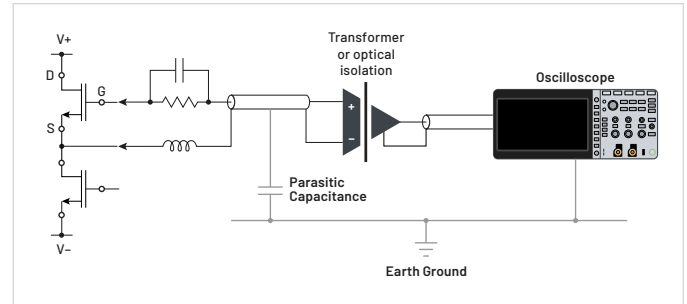 V+
D
G
S
V–
Transformer
or optical
isolation
+
–
Oscilloscope
Parasitic
Capacitance
Earth Ground